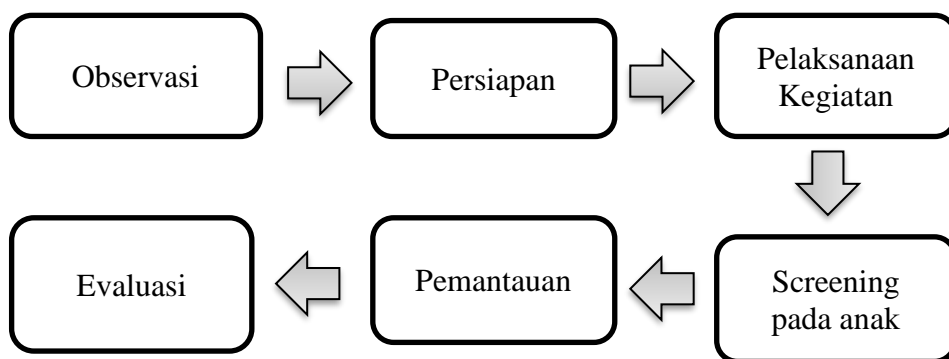 Observasi
Persiapan
Pelaksanaan
Kegiatan
Screening
pada anak
Pemantauan
Evaluasi